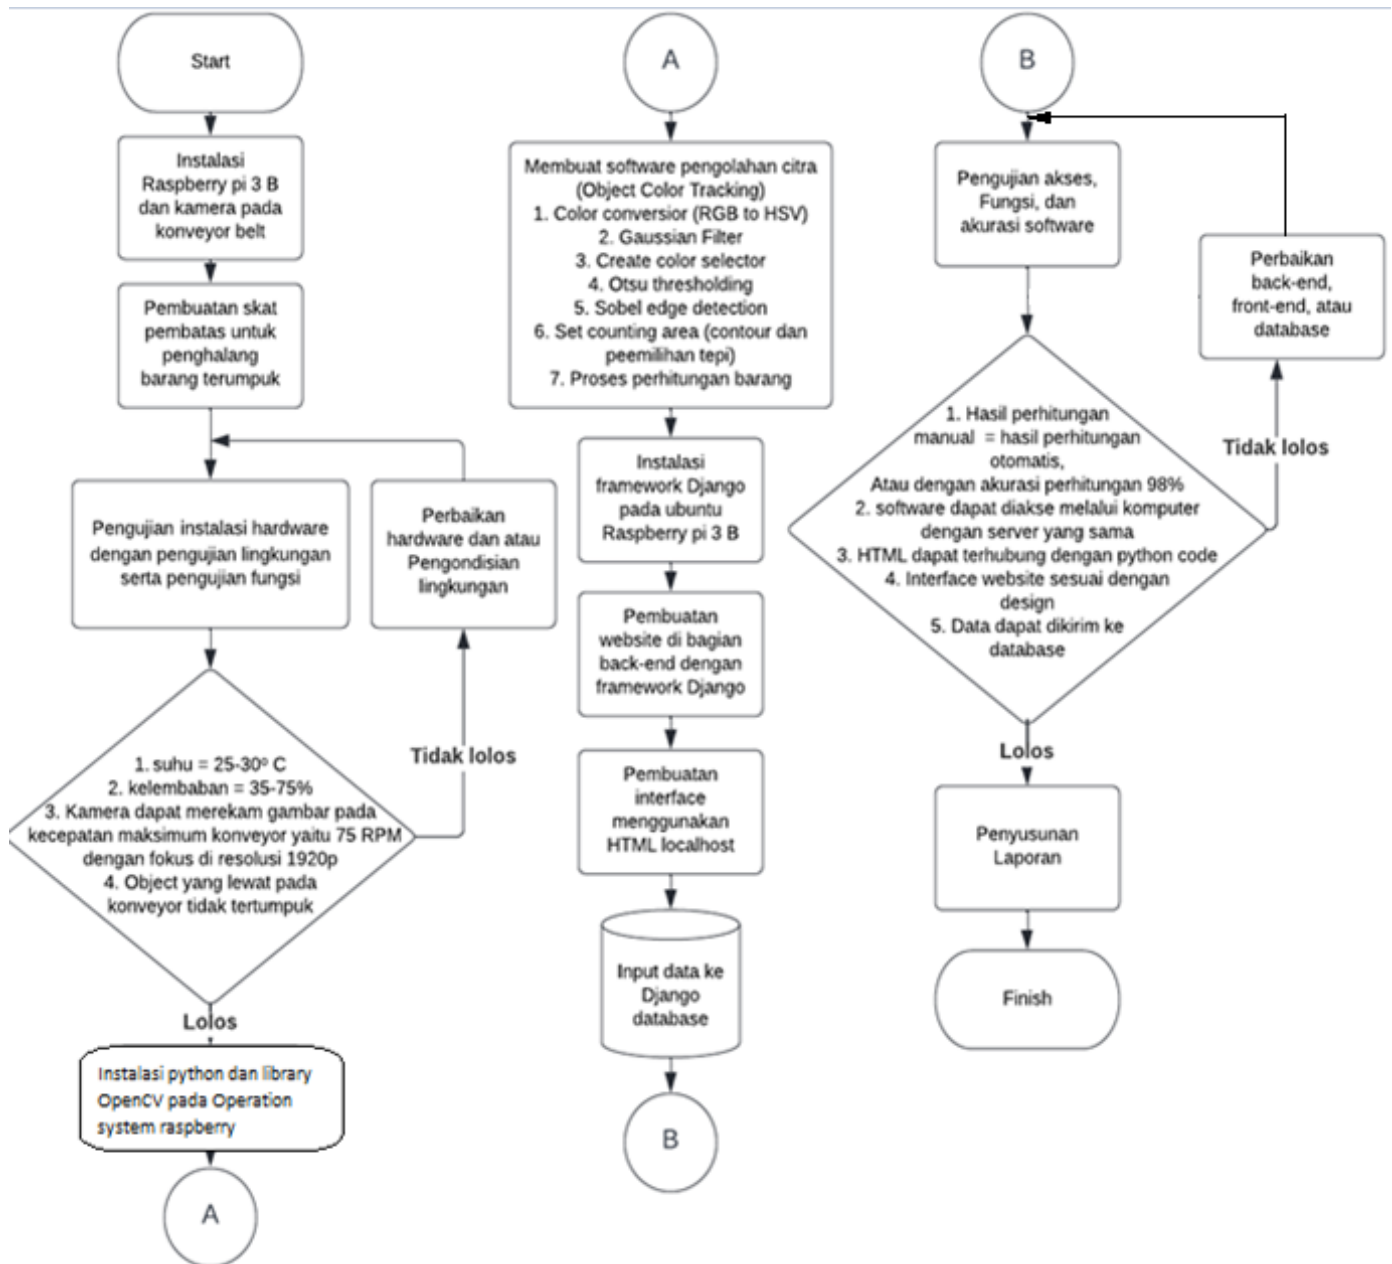 Start
Instalasi
Raspberry pi 3 B
dan kamera pada
konveyor belt
Pembuatan skat
pembatas untuk
penghalang
barang terumpuk
Pengujian instalasi hardware
dengan pengujian lingkungan
serta pengujian fungsi
Perbaikan
hardware dan atau
Pengondisian
lingkungan
Tidak lolos
1. suhu = 25-30º C
2. kelembaban = 35-75%
3. Kamera dapat merekam gambar pada
kecepatan maksimum konveyor yaitu 75 RPM
dengan fokus di resolusi 1920p
4. Object yang lewat pada
konveyor tidak tertumpuk
Lolos
Instalasi python dan library
OpenCV pada Operation
system raspberry
A
A
Membuat software pengolahan citra
(Object Color Tracking)
1. Color conversior (RGB to HSV)
2. Gaussian Filter
3. Create color selector
4. Otsu thresholding
5. Sobel edge detection
6. Set counting area (contour dan
peemilihan tepi)
7. Proses perhitungan barang
Instalasi
framework Django
pada ubuntu
Raspberry pi 3 B
Pembuatan
website di bagian
back-end dengan
framework Django
Pembuatan
interface
menggunakan
HTML localhost
Input data ke
Django
database
B
B
Pengujian akses,
Fungsi, dan
akurasi software
Perbaikan
back-end,
front-end, atau
database
Tidak lolos
1. Hasil perhitungan
manual = hasil perhitungan
otomatis,
Atau dengan akurasi perhitungan 98%
2. software dapat diakse melalui komputer
dengan server yang sama
3. HTML dapat terhubung dengan python code
4. Interface website sesuai dengan
design
5. Data dapat dikirim ke
database
Lolos
Penyusunan
Laporan
Finish